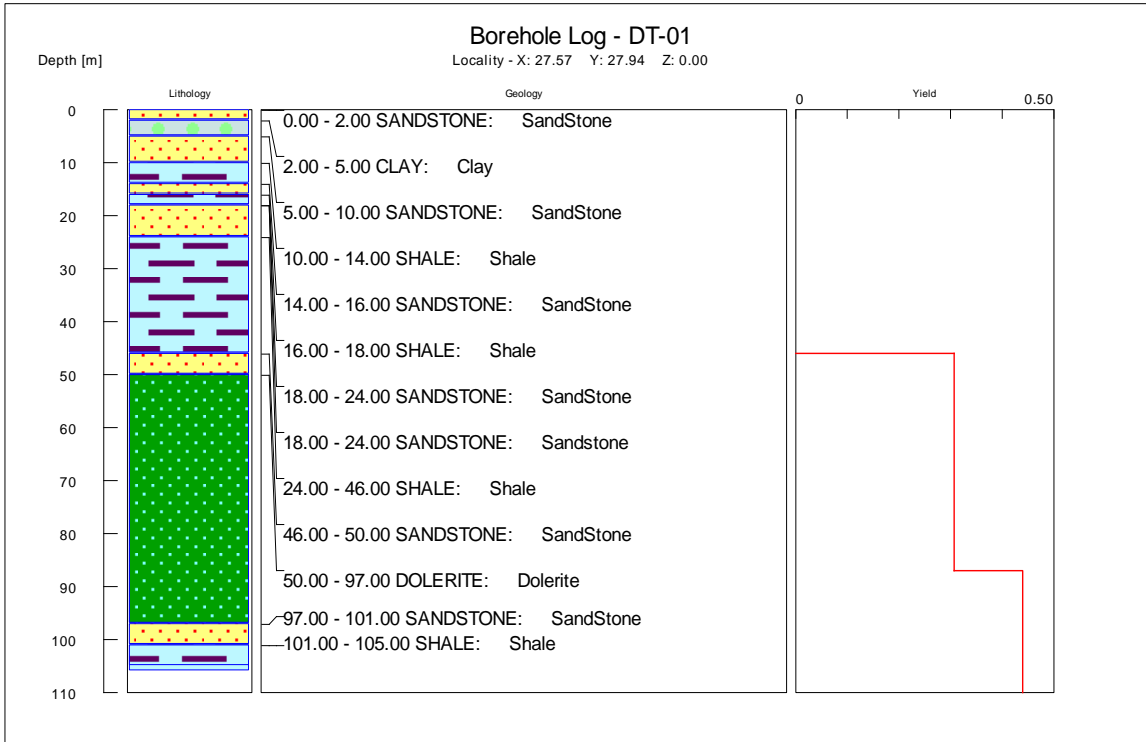 Borehole Log - DT-01
Depth [m]
Locality - X: 27.57 Y: 27.94 Z: 0.00
Lithology
Geology
Yield
0 0.50
0
10
20
30
40
50
60
70
80
90
100
110
0.00 - 2.00 SANDSTONE: SandStone
2.00 - 5.00 CLAY: Clay
5.00 - 10.00 SANDSTONE: SandStone
10.00 - 14.00 SHALE: Shale
14.00 - 16.00 SANDSTONE: SandStone
16.00 - 18.00 SHALE: Shale
18.00 - 24.00 SANDSTONE: SandStone
18.00 - 24.00 SANDSTONE: Sandstone
24.00 - 46.00 SHALE: Shale
46.00 - 50.00 SANDSTONE: SandStone
50.00 - 97.00 DOLERITE: Dolerite
97.00 - 101.00 SANDSTONE: SandStone
101.00 - 105.00 SHALE: Shale